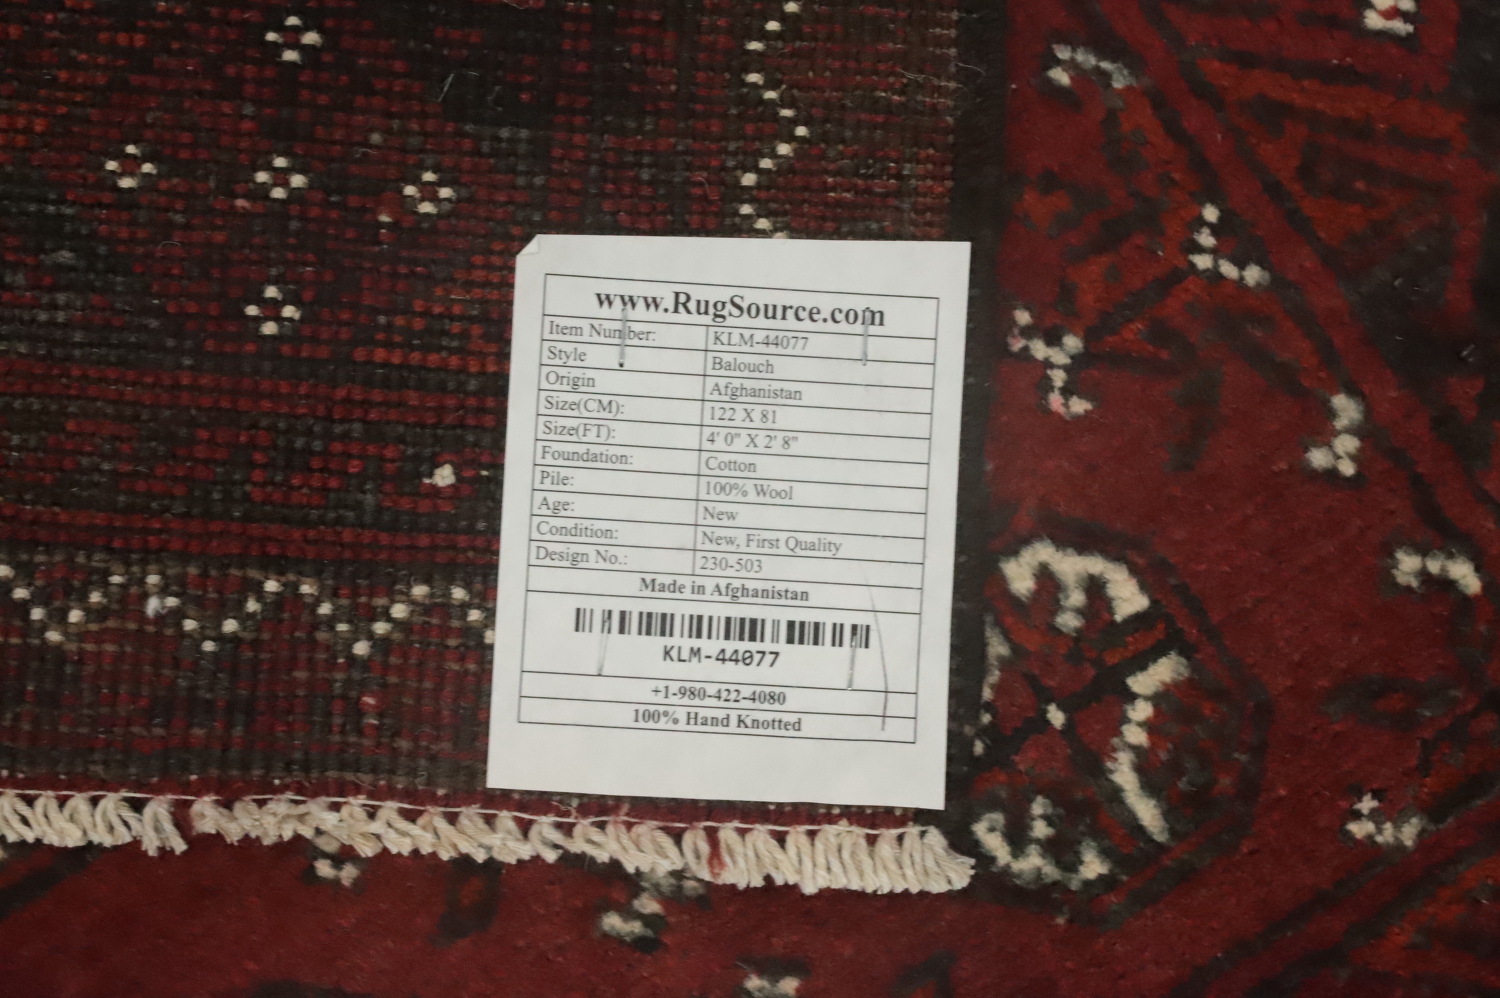 www.RugSource.com
Item Number: KLM-44077
Style Balouch
Origin Afghanistan
Size(CM): 122 X 81
Size(FT): 4' 0" X 2' 8"
Foundation: Cotton
Pile: 100% Wool
Age: New
Condition: New, First Quality
Design No.: 230-503
Made in Afghanistan
KLM-44077
+1-980-422-4080
100% Hand Knotted